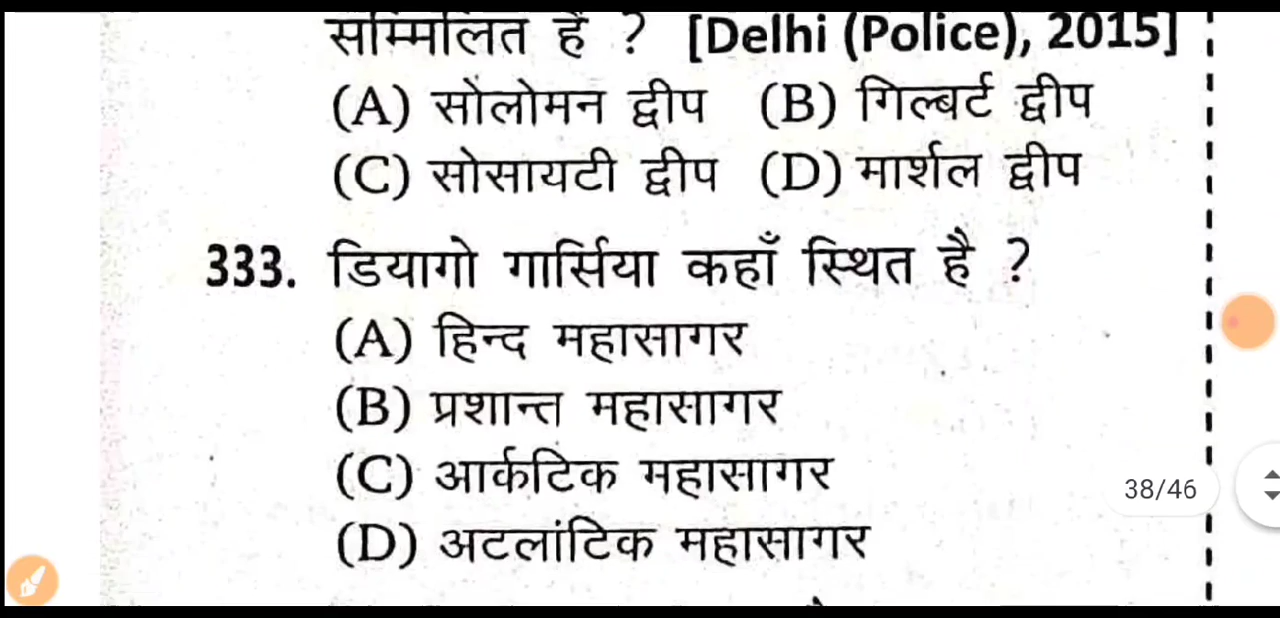 सम्मिलित हैं ? [Delhi (Police), 2015]
(A) सोलोमन द्वीप (B) गिल्बर्ट द्वीप
(C) सोसायटी द्वीप (D) मार्शल द्वीप
333. डियागो गार्सिया कहाँ स्थित है ?
(A) हिन्द महासागर
(B) प्रशान्त महासागर
(C) आर्कटिक महासागर
38/46
(D) अटलांटिक महासागर